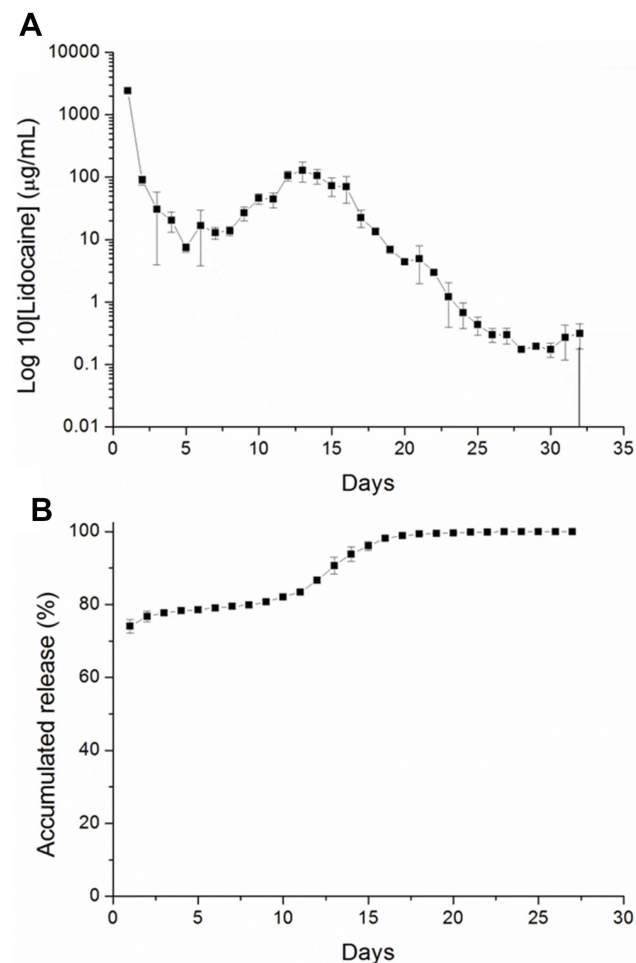 A
10000
1000
100
10
1
0.1
0.01
Log 10[Lidocaine] (μg/mL)
0 5 10 15 20 25 30 35
Days
B
100
80
60
40
20
0
Accumulated release (%)
0 5 10 15 20 25 30
Days